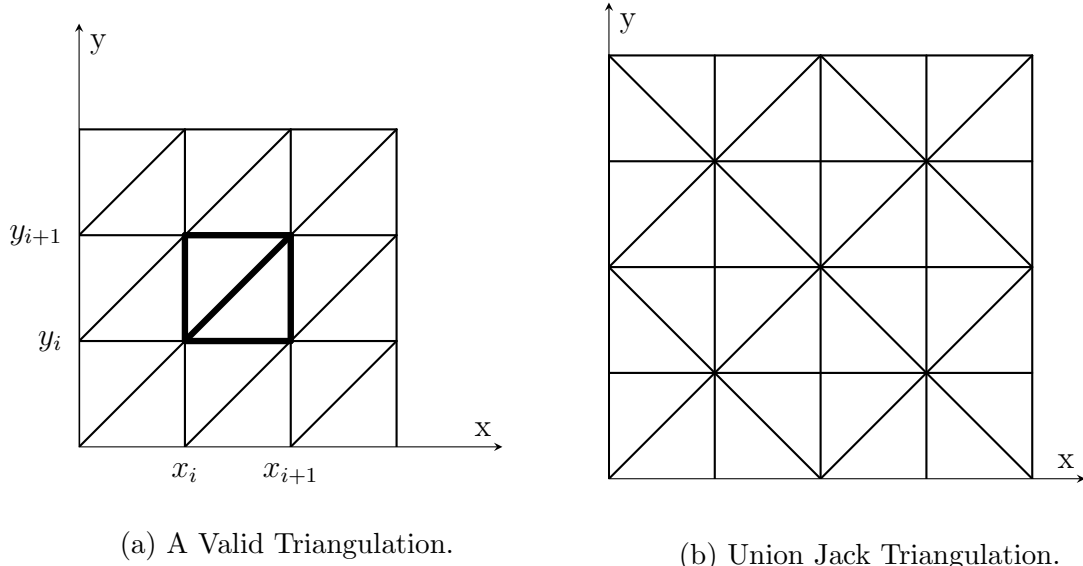 y
y_{i+1}
y_i
x
x_i
x_{i+1}
(a) A Valid Triangulation.
y
x
(b) Union Jack Triangulation.